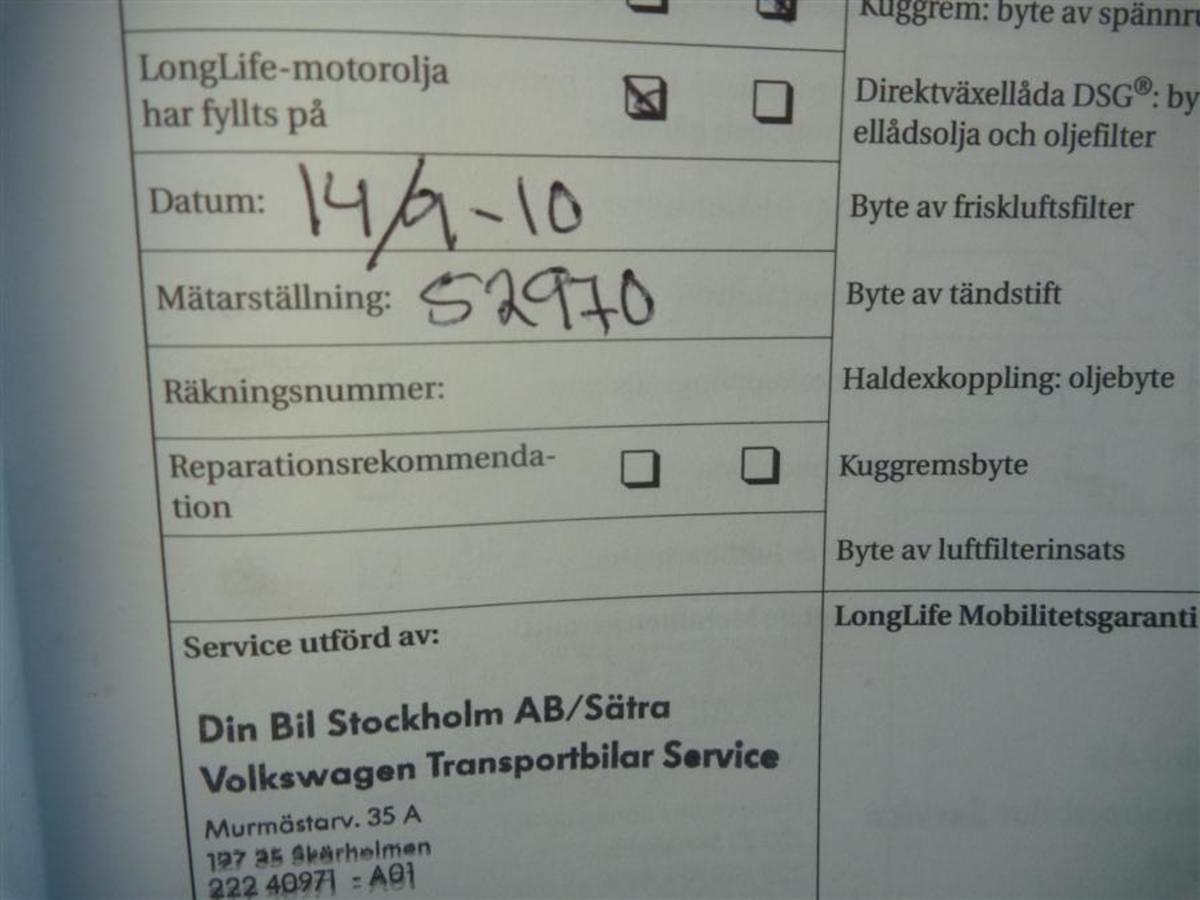 LongLife-motorolja
har fyllts på
Datum: 14/9-10
Mätarställning: 52970
Räkningsnummer:
Reparationsrekommenda-
tion
Service utförd av:
Din Bil Stockholm AB/Sätra
Volkswagen Transportbilar Service
Murmästarv. 35 A
127 35 Skärholmen
222 40971 - A01
Kuggrem: byte av spännr
Direktväxellåda DSG®: by
ellådsolja och oljefilter
Byte av friskluftsfilter
Byte av tändstift
Haldexkoppling: oljebyte
Kuggremsbyte
Byte av luftfilterinsats
LongLife Mobilitetsgaranti